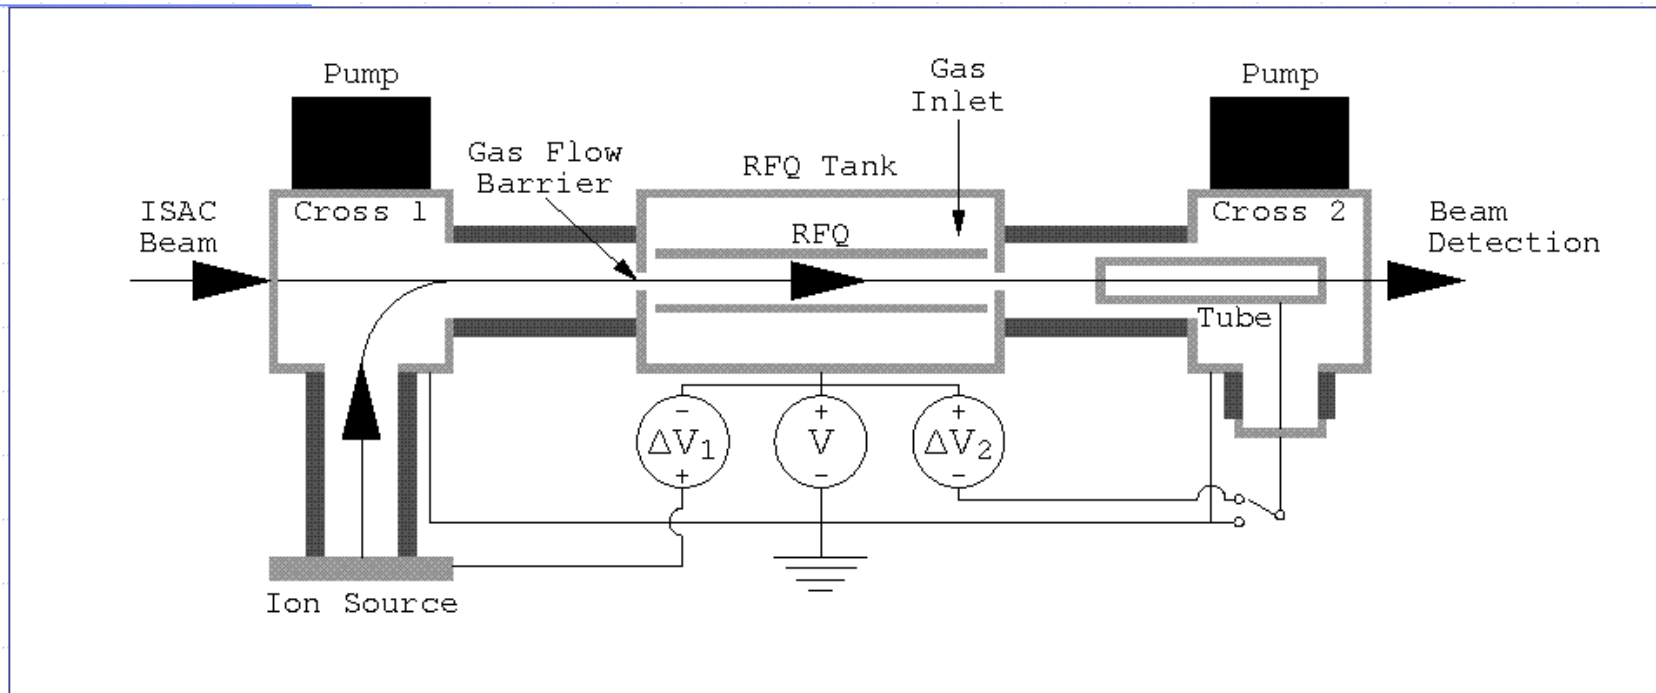 Pump
Gas
Inlet
Pump
Gas Flow
Barrier
RFQ Tank
ISAC
Beam
Cross 1
RFQ
Cross 2
Beam
Detection
Tube
−
ΔV1
+
+
V
−
+
ΔV2
−
Ion Source